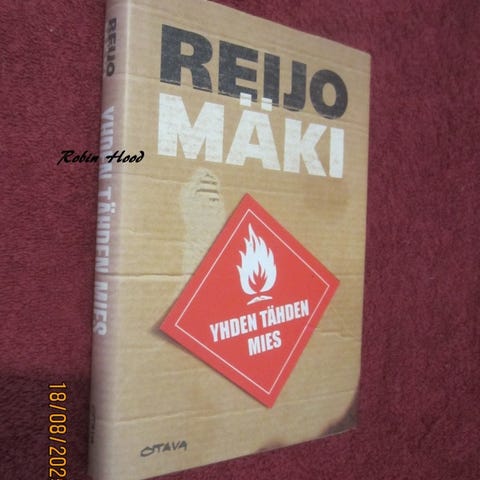 REIJO
MÄKI
YHDEN TÄHDEN
MIES
OTAVA
REIJO
YHDEN TÄHDEN MIES
Robin Hood